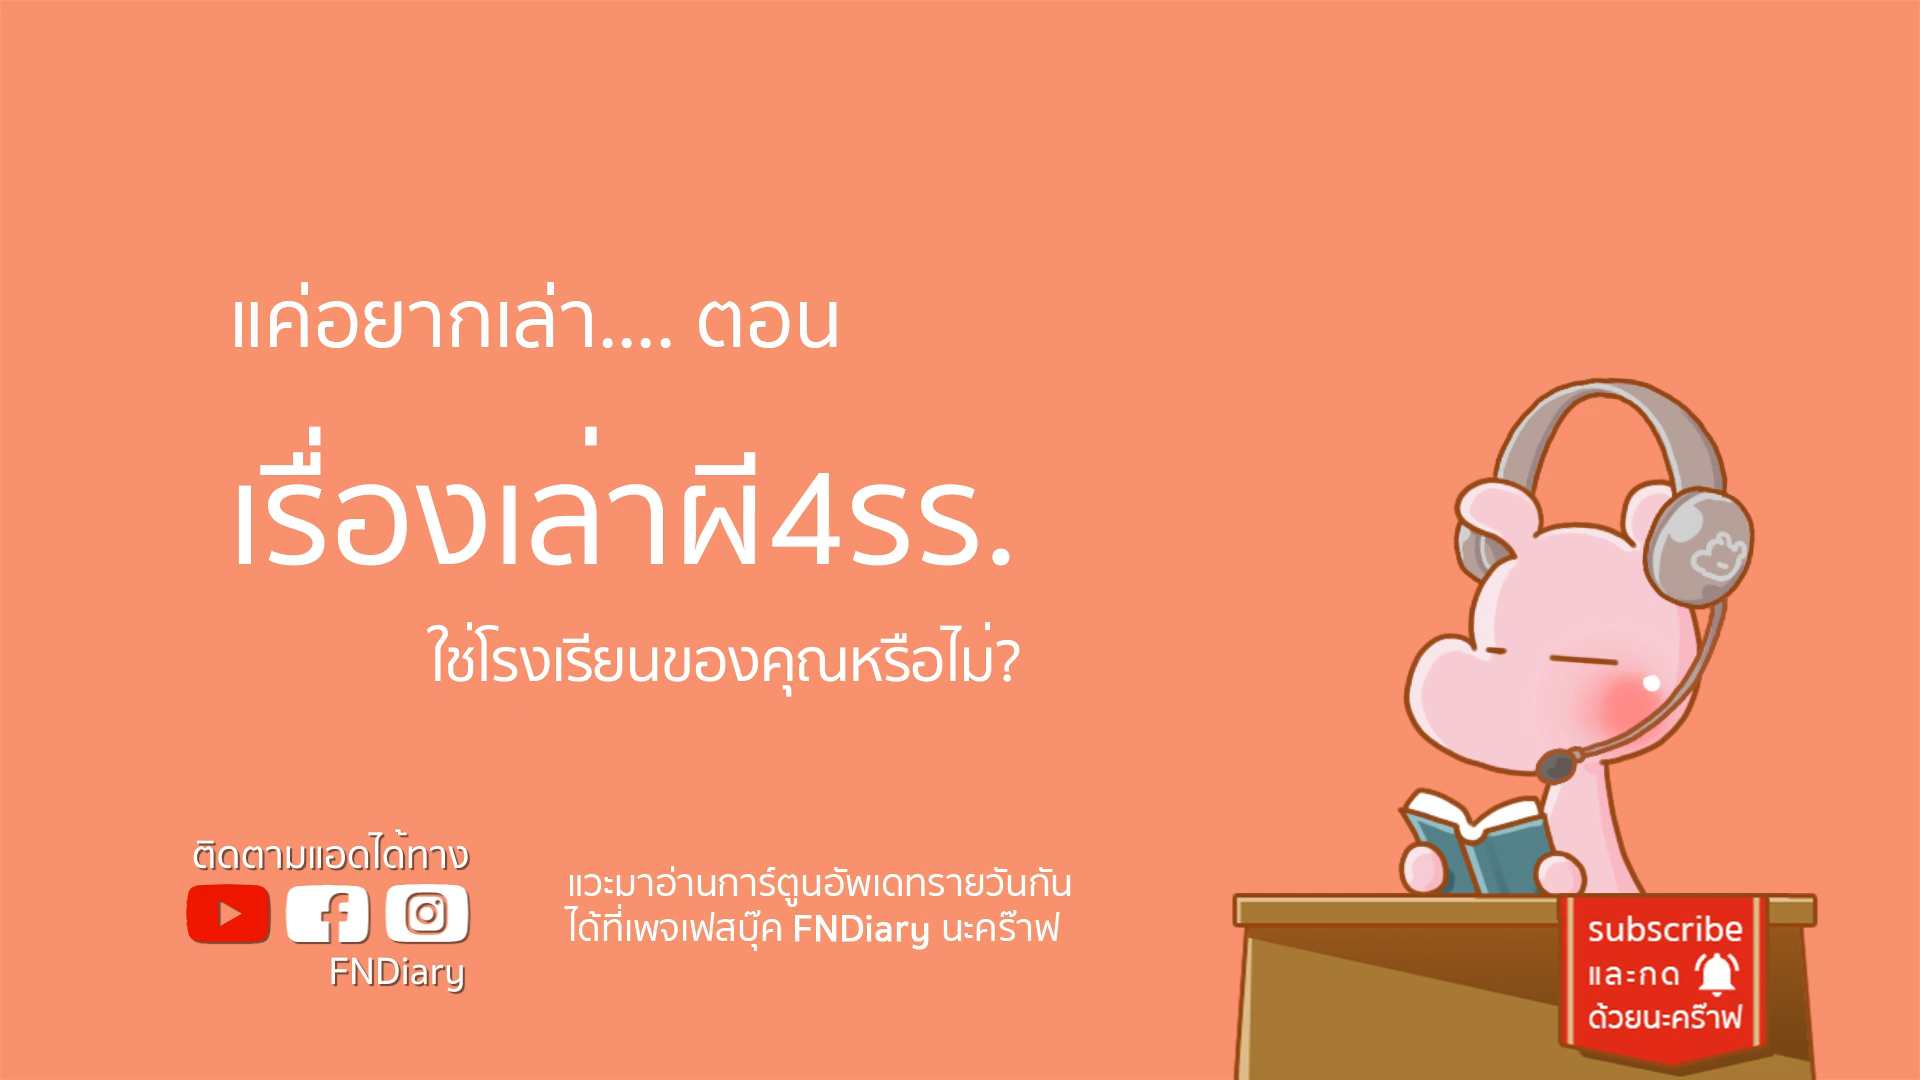 แค่อยากเล่า.... ตอน
เรื่องเล่าผี4รร.
ใช่โรงเรียนของคุณหรือไม่?
ติดตามแอดได้ทาง
FNDiary
แวะมาอ่านการ์ตูนอัพเดทรายวันกัน
ได้ที่เพจเฟสบุ๊ค FNDiary นะคร๊าฟ
subscribe
และกด
ด้วยนะคร๊าฟ